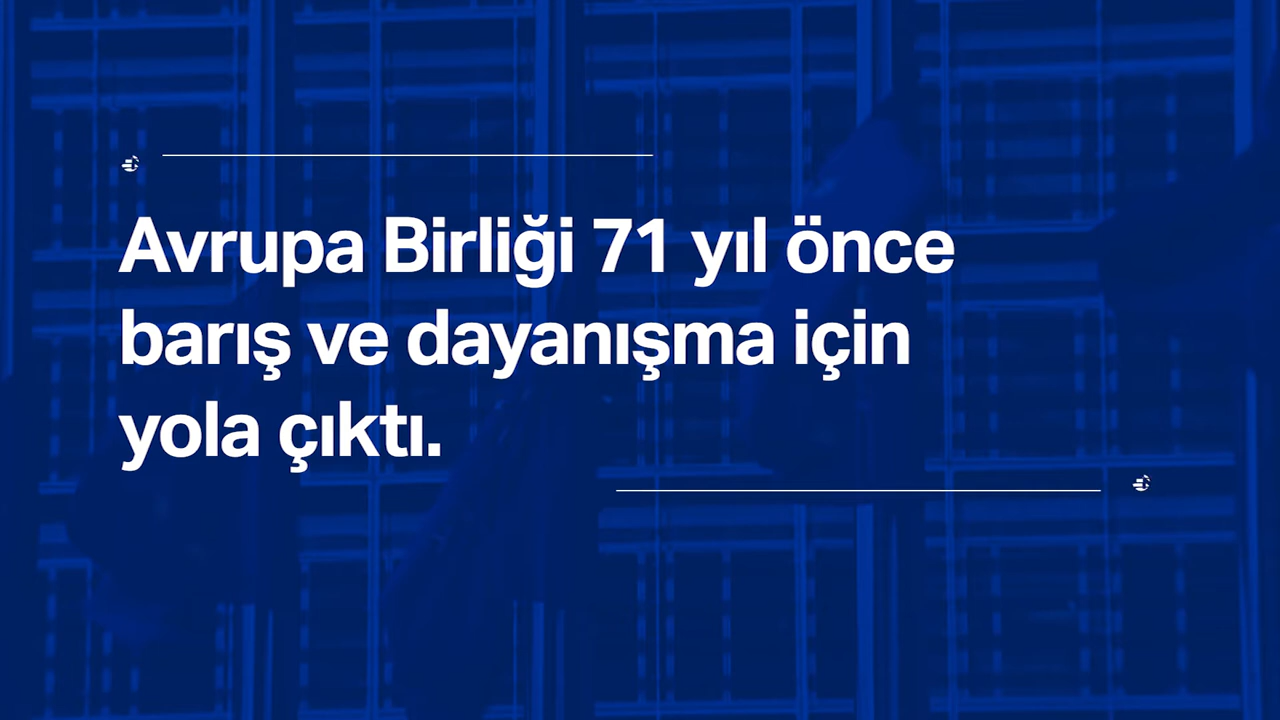 Avrupa Birliği 71 yıl önce
barış ve dayanışma için
yola çıktı.